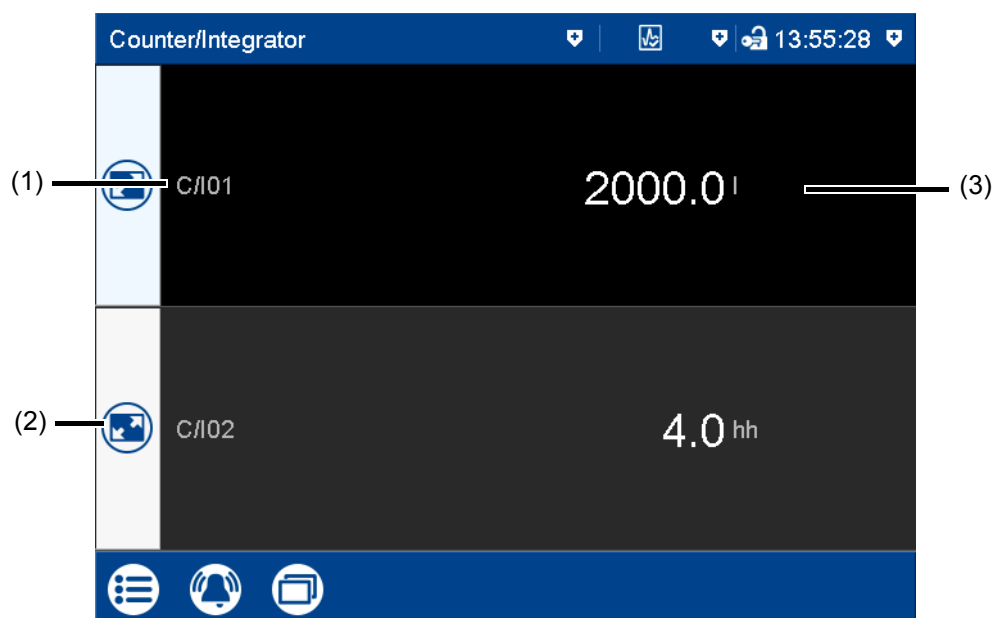 Counter/Integrator 13:55:28
(1) C/I01 2000.0 l (3)
(2) C/I02 4.0 hh